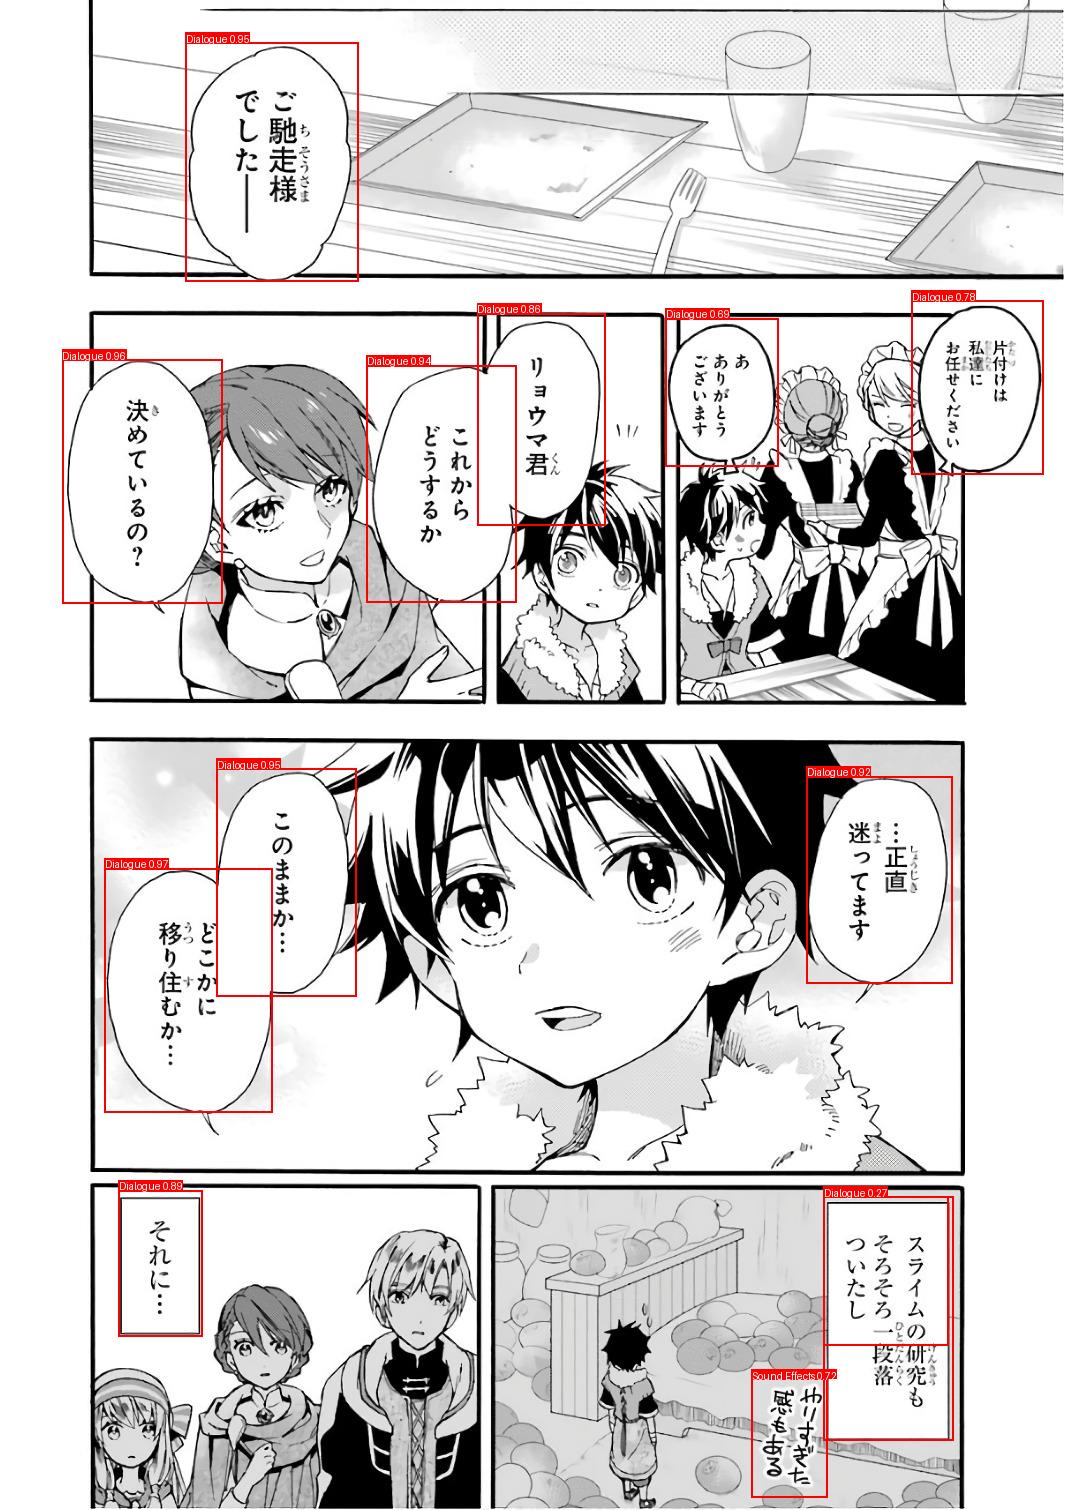 Dialogue 0.95
ご馳走様
でした──
Dialogue 0.78
片付けは
私達に
お任せください
Dialogue 0.69
あ
ありがとう
ございます
Dialogue 0.86
リョウマ君
Dialogue 0.94
これから
どうするか
Dialogue 0.96
決めているの？
Dialogue 0.92
…正直
迷ってます
Dialogue 0.95
このままか…
Dialogue 0.97
どこかに
移り住むか…
Dialogue 0.27
スライムの研究も
そろそろ一段落
ついたし
Sound Effects 0.72
やりすぎた
感もある
Dialogue 0.89
それに…